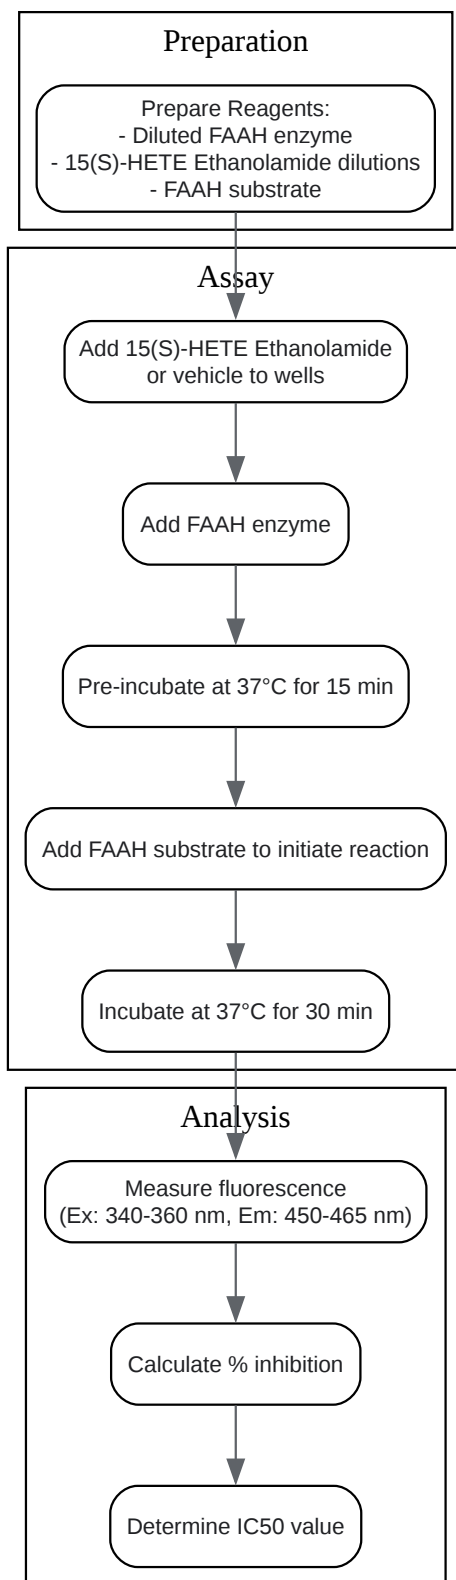 Preparation
Prepare Reagents:
- Diluted FAAH enzyme
- 15(S)-HETE Ethanolamide dilutions
- FAAH substrate
Assay
Add 15(S)-HETE Ethanolamide
or vehicle to wells
Add FAAH enzyme
Pre-incubate at 37°C for 15 min
Add FAAH substrate to initiate reaction
Incubate at 37°C for 30 min
Analysis
Measure fluorescence
(Ex: 340-360 nm, Em: 450-465 nm)
Calculate % inhibition
Determine IC50 value